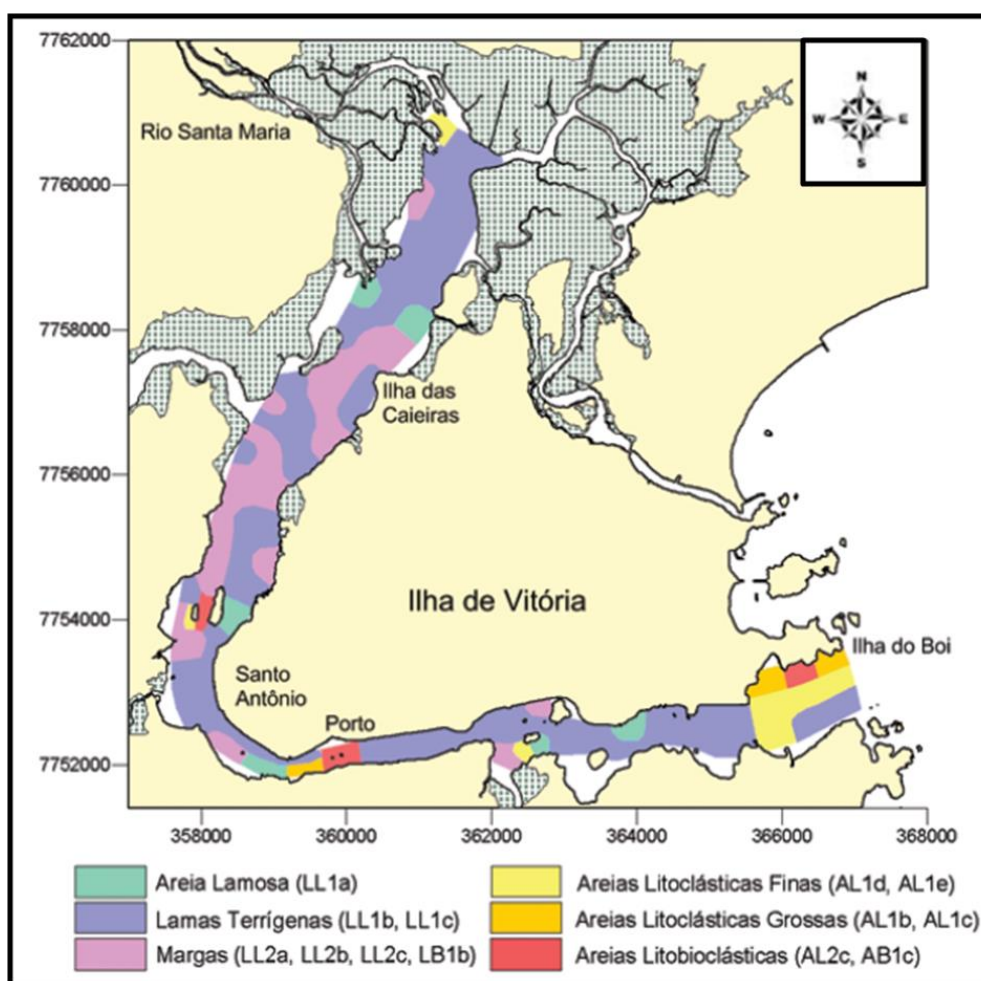 7762000
N
W E
S
Rio Santa Maria
7760000
7758000
Ilha das
Caieiras
7756000
Ilha de Vitória
7754000
Ilha do Boi
Santo
Antônio
Porto
7752000
358000 360000 362000 364000 366000 368000
Areia Lamosa (LL1a)
Lamas Terrígenas (LL1b, LL1c)
Margas (LL2a, LL2b, LL2c, LB1b)
Areias Litoclásticas Finas (AL1d, AL1e)
Areias Litoclásticas Grossas (AL1b, AL1c)
Areias Litobioclásticas (AL2c, AB1c)